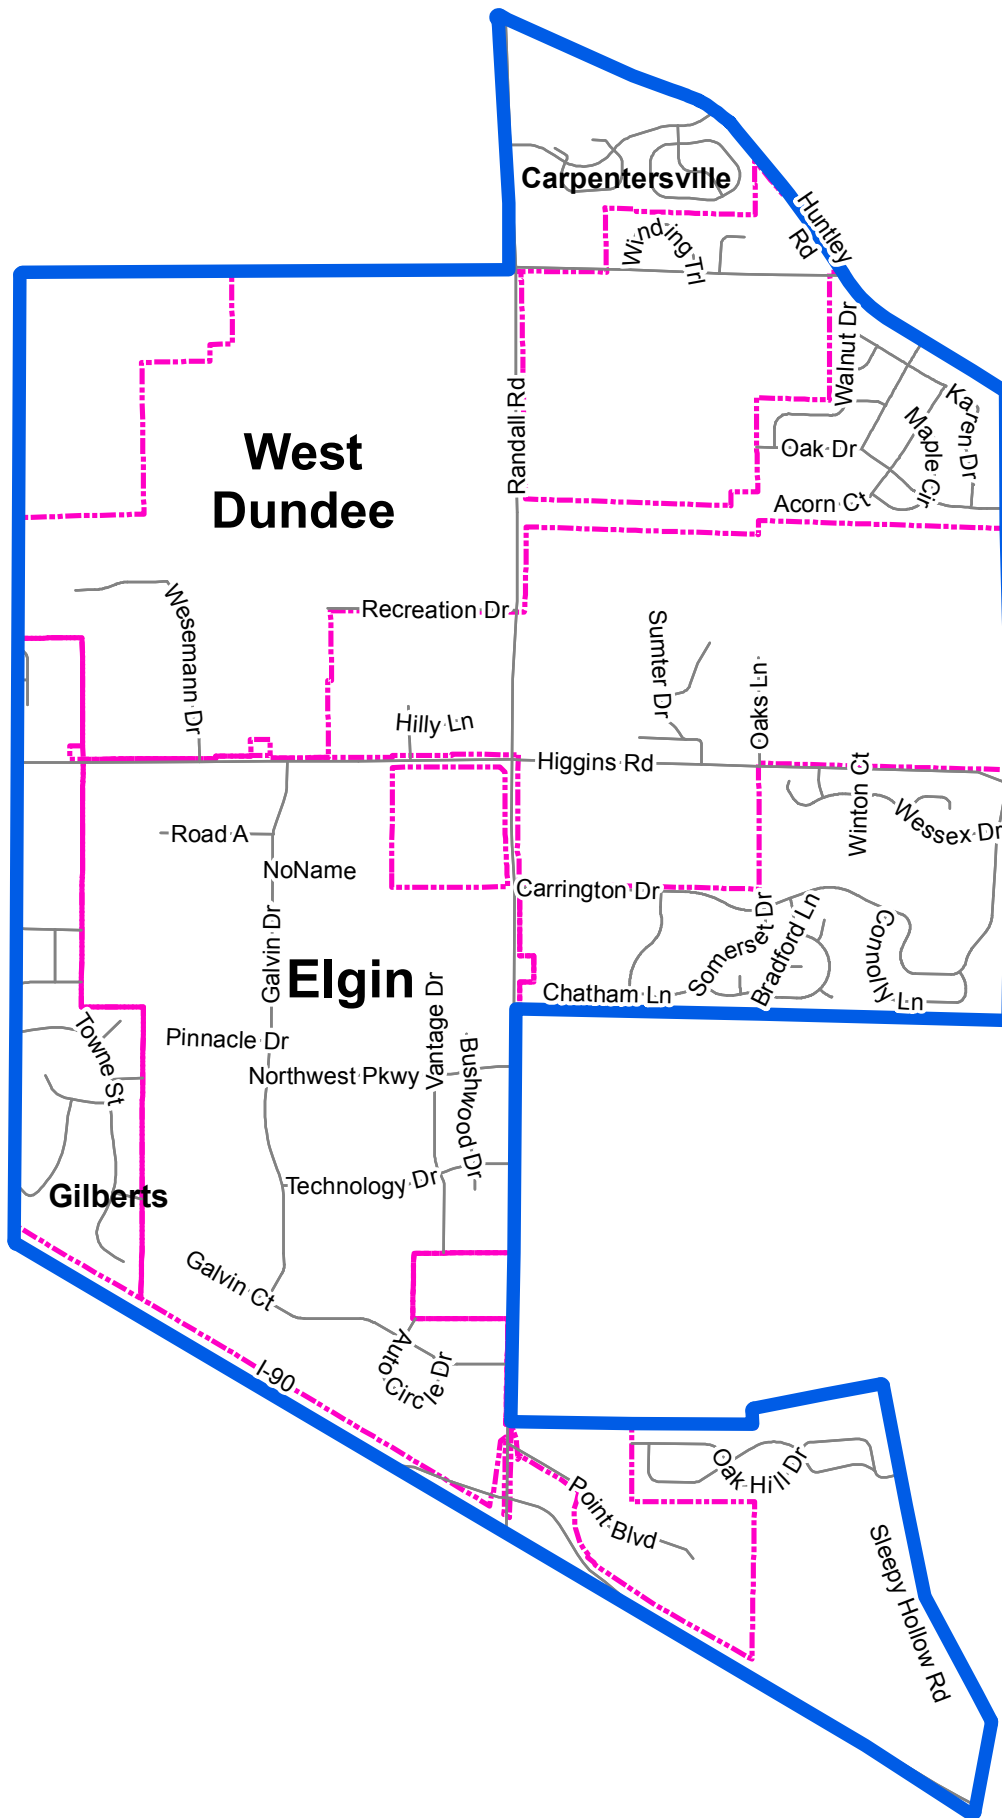 Carpentersville
Huntley
Rd
Winding Trl
Walnut Dr
Randall Rd
Karen Dr
Maple Cir
West
Dundee
Oak Dr
Acorn Ct
Wesemann Dr
Recreation Dr
Sumter Dr
Oaks Ln
Hilly Ln
Higgins Rd
Winton Ct
Wessex Dr
Road A
NoName
Carrington Dr
Galvin Dr
Somerset Dr
Bradford Ln
Connolly Ln
Elgin
Chatham Ln
Vantage Dr
Towne St
Pinnacle Dr
Bushwood Dr
Northwest Pkwy
Technology Dr
Gilberts
Galvin Ct
Auto
Circle Dr
I-90
Oak Hill Dr
Point Blvd
Sleepy Hollow Rd